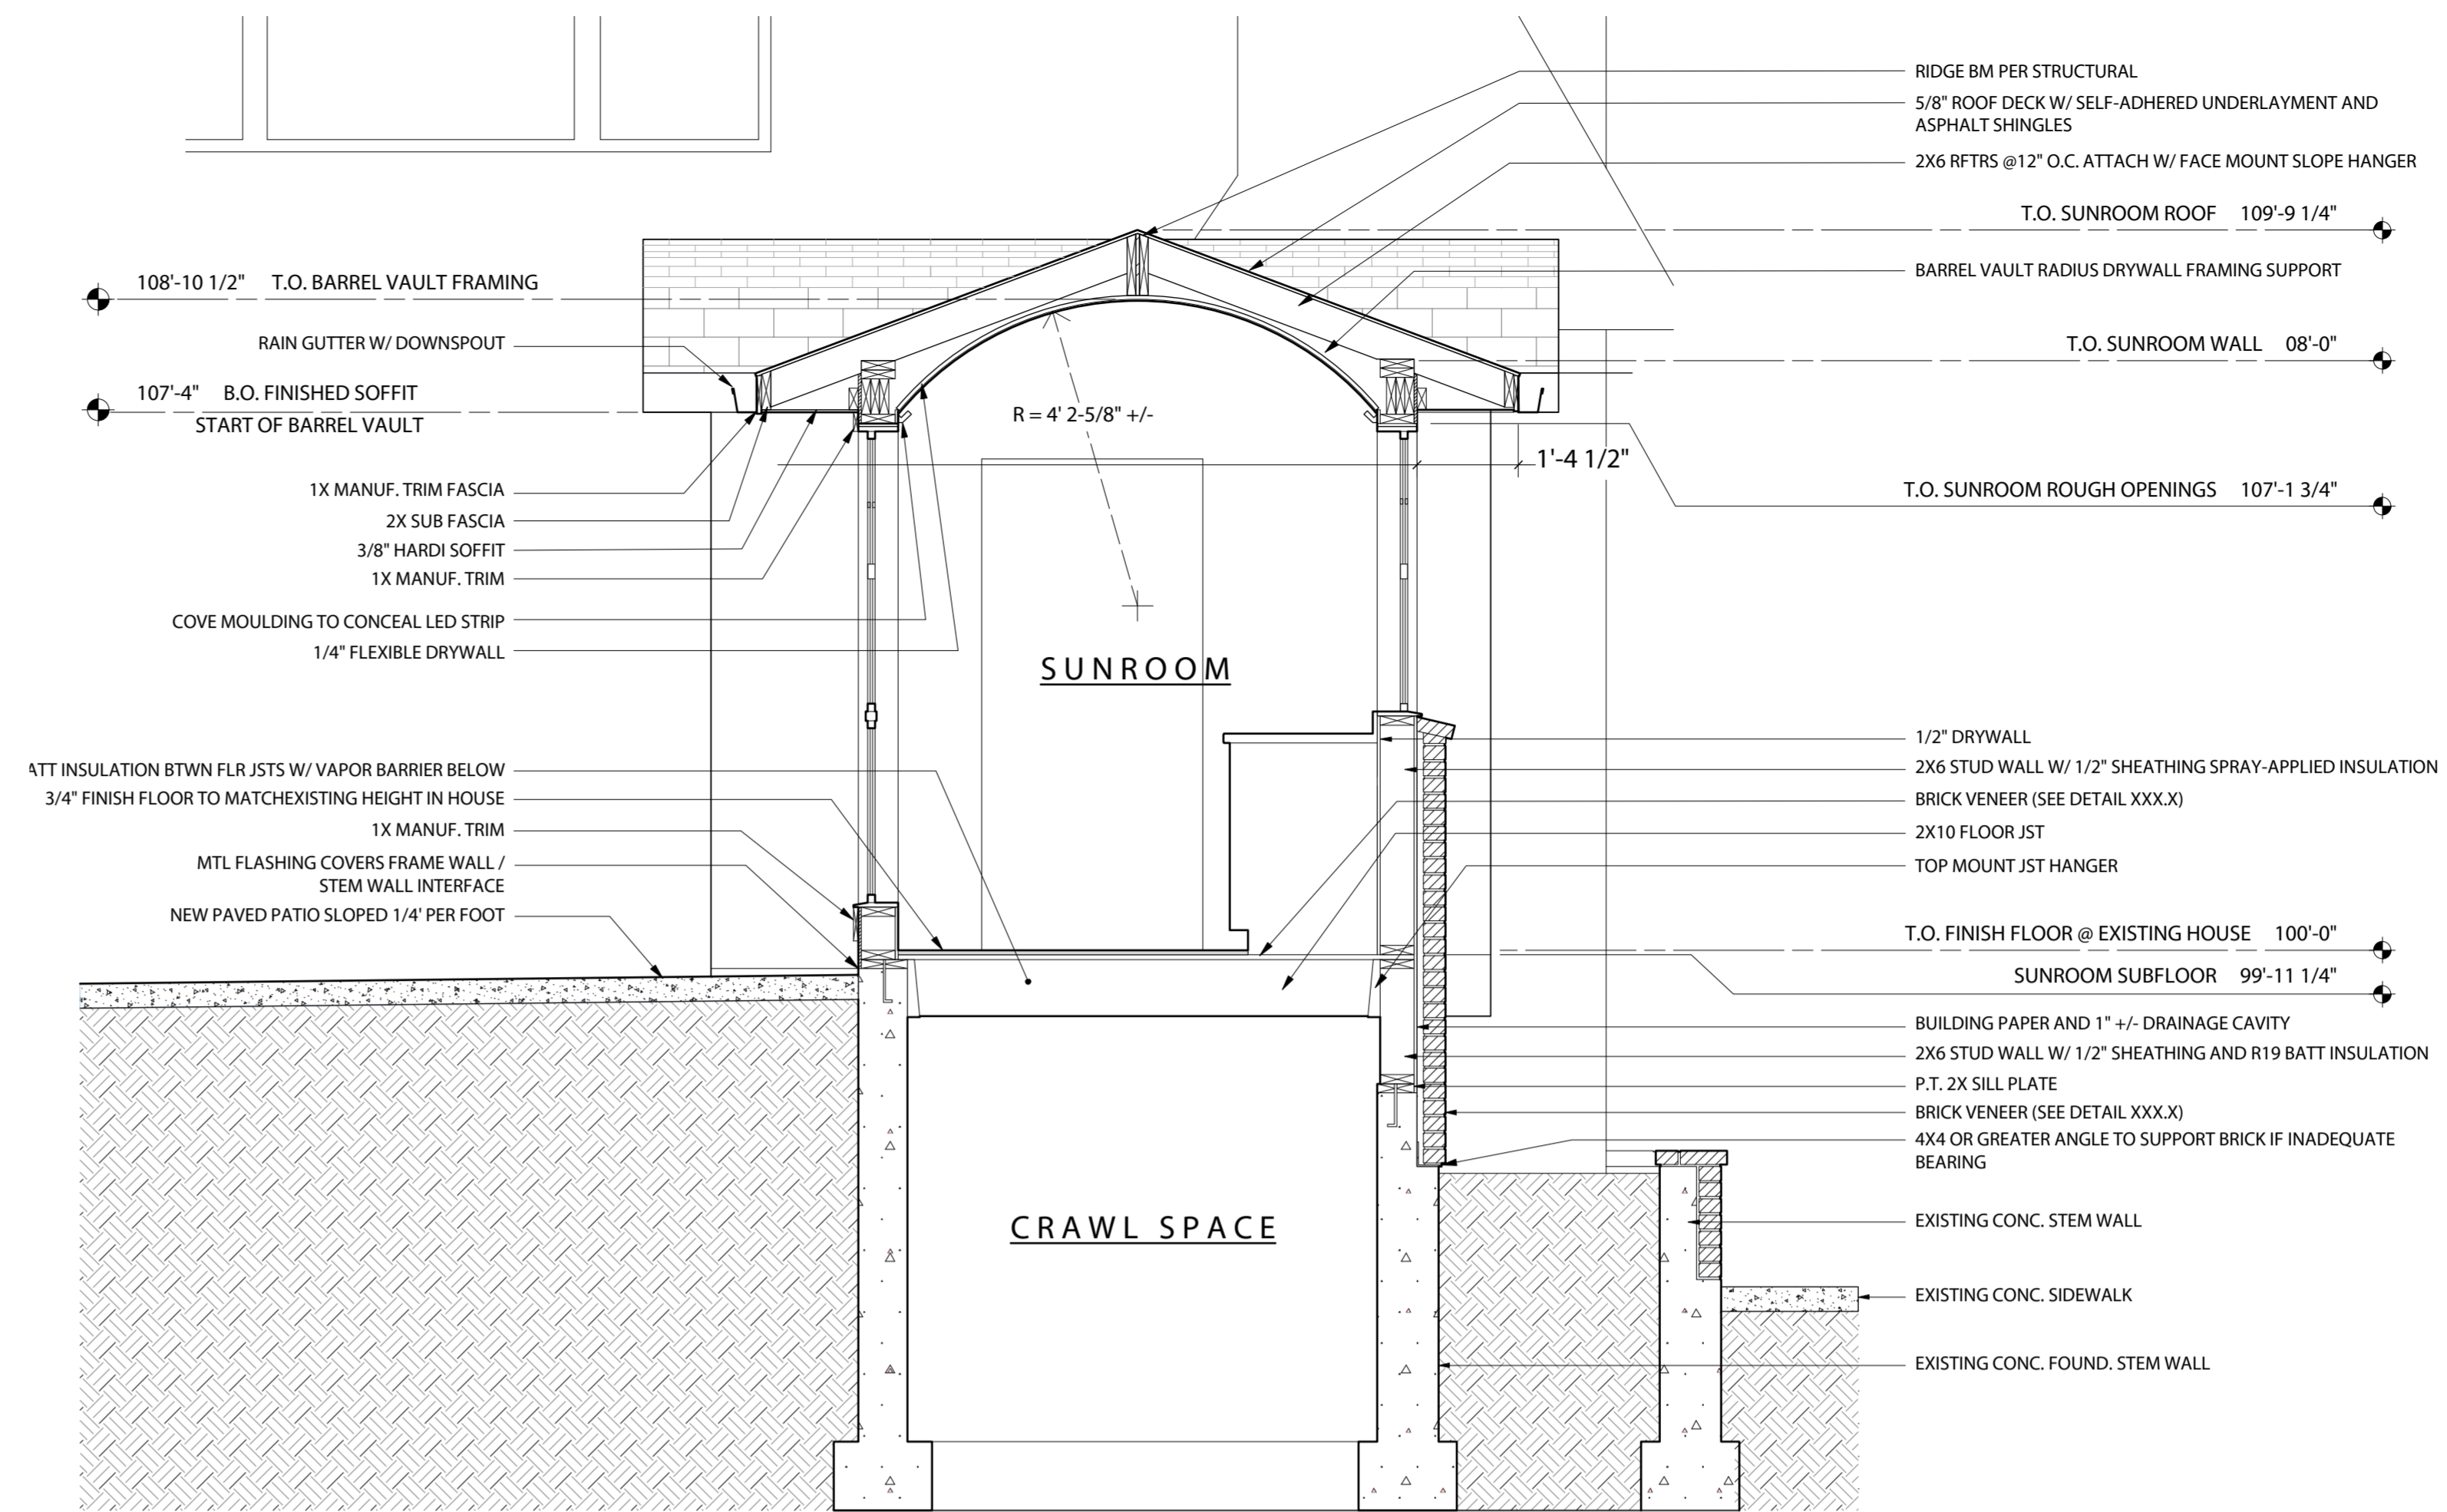 RIDGE BM PER STRUCTURAL
5/8" ROOF DECK W/ SELF-ADHERED UNDERLAYMENT AND
ASPHALT SHINGLES
2X6 RFTRS @12" O.C. ATTACH W/ FACE MOUNT SLOPE HANGER
T.O. SUNROOM ROOF 109'-9 1/4"
BARREL VAULT RADIUS DRYWALL FRAMING SUPPORT
108'-10 1/2" T.O. BARREL VAULT FRAMING
RAIN GUTTER W/ DOWNSPOUT
T.O. SUNROOM WALL 08'-0"
107'-4" B.O. FINISHED SOFFIT
START OF BARREL VAULT
R = 4' 2-5/8" +/-
1'-4 1/2"
T.O. SUNROOM ROUGH OPENINGS 107'-1 3/4"
1X MANUF. TRIM FASCIA
2X SUB FASCIA
3/8" HARDI SOFFIT
1X MANUF. TRIM
COVE MOULDING TO CONCEAL LED STRIP
1/4" FLEXIBLE DRYWALL
SUNROOM
1/2" DRYWALL
2X6 STUD WALL W/ 1/2" SHEATHING SPRAY-APPLIED INSULATION
BRICK VENEER (SEE DETAIL XXX.X)
2X10 FLOOR JST
TOP MOUNT JST HANGER
ATT INSULATION BTWN FLR JSTS W/ VAPOR BARRIER BELOW
3/4" FINISH FLOOR TO MATCHEXISTING HEIGHT IN HOUSE
1X MANUF. TRIM
MTL FLASHING COVERS FRAME WALL /
STEM WALL INTERFACE
NEW PAVED PATIO SLOPED 1/4' PER FOOT
T.O. FINISH FLOOR @ EXISTING HOUSE 100'-0"
SUNROOM SUBFLOOR 99'-11 1/4"
BUILDING PAPER AND 1" +/- DRAINAGE CAVITY
2X6 STUD WALL W/ 1/2" SHEATHING AND R19 BATT INSULATION
P.T. 2X SILL PLATE
BRICK VENEER (SEE DETAIL XXX.X)
4X4 OR GREATER ANGLE TO SUPPORT BRICK IF INADEQUATE
BEARING
CRAWL SPACE
EXISTING CONC. STEM WALL
EXISTING CONC. SIDEWALK
EXISTING CONC. FOUND. STEM WALL